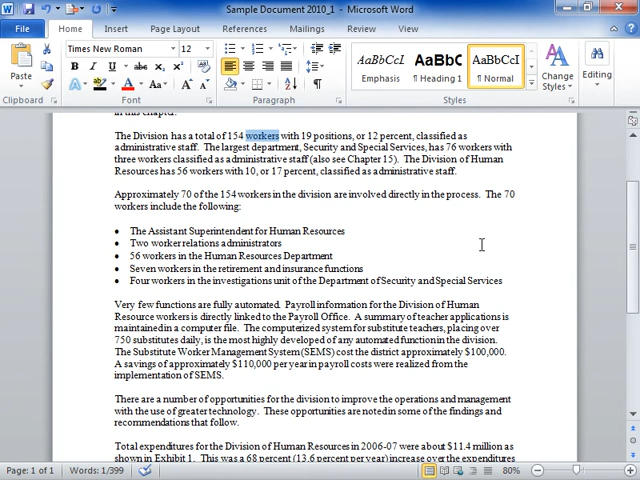 Sample Document 2010_1 - Microsoft Word
File Home Insert Page Layout References Mailings Review View
Times New Roman 12
Paste
Emphasis ¶ Heading 1 ¶ Normal
Change
Styles
Editing
Clipboard Font Paragraph Styles
in this chapter.
The Division has a total of 154 workers with 19 positions, or 12 percent, classified as
administrative staff. The largest department, Security and Special Services, has 76 workers with
three workers classified as administrative staff (also see Chapter 15). The Division of Human
Resources has 56 workers with 10, or 17 percent, classified as administrative staff.
Approximately 70 of the 154 workers in the division are involved directly in the process. The 70
workers include the following:
• The Assistant Superintendent for Human Resources
• Two worker relations administrators
• 56 workers in the Human Resources Department
• Seven workers in the retirement and insurance functions
• Four workers in the investigations unit of the Department of Security and Special Services
Very few functions are fully automated. Payroll information for the Division of Human
Resource workers is directly linked to the Payroll Office. A summary of teacher applications is
maintained in a computer file. The computerized system for substitute teachers, placing over
750 substitutes daily, is the most highly developed of any automated function in the division.
The Substitute Worker Management System (SEMS) cost the district approximately $100,000.
A savings of approximately $110,000 per year in payroll costs were realized from the
implementation of SEMS.
There are a number of opportunities for the division to improve the operations and management
with the use of greater technology. These opportunities are noted in some of the findings and
recommendations that follow.
Total expenditures for the Division of Human Resources in 2006-07 were about $11.4 million as
shown in Exhibit 1. This was a 68 percent (13.6 percent per year) increase over the expenditures
Page: 1 of 1 Words: 1/399 80%